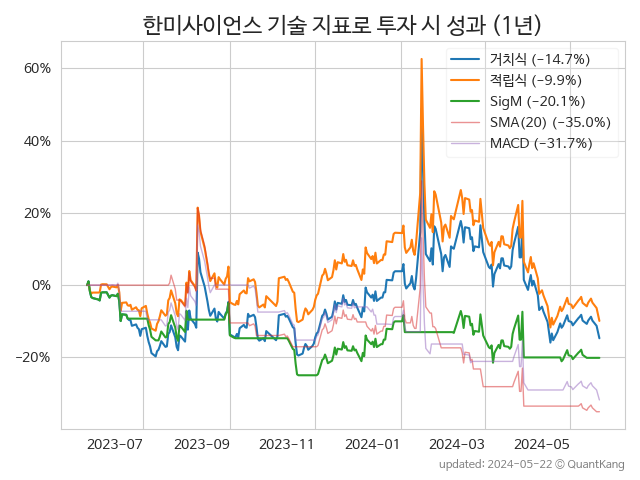 한미사이언스 기술 지표로 투자 시 성과 (1년)
거치식 (−14.7%)
적립식 (−9.9%)
SigM (−20.1%)
SMA(20) (−35.0%)
MACD (−31.7%)
60%
40%
20%
0%
−20%
2023-07 2023-09 2023-11 2024-01 2024-03 2024-05
updated: 2024-05-22 © QuantKang